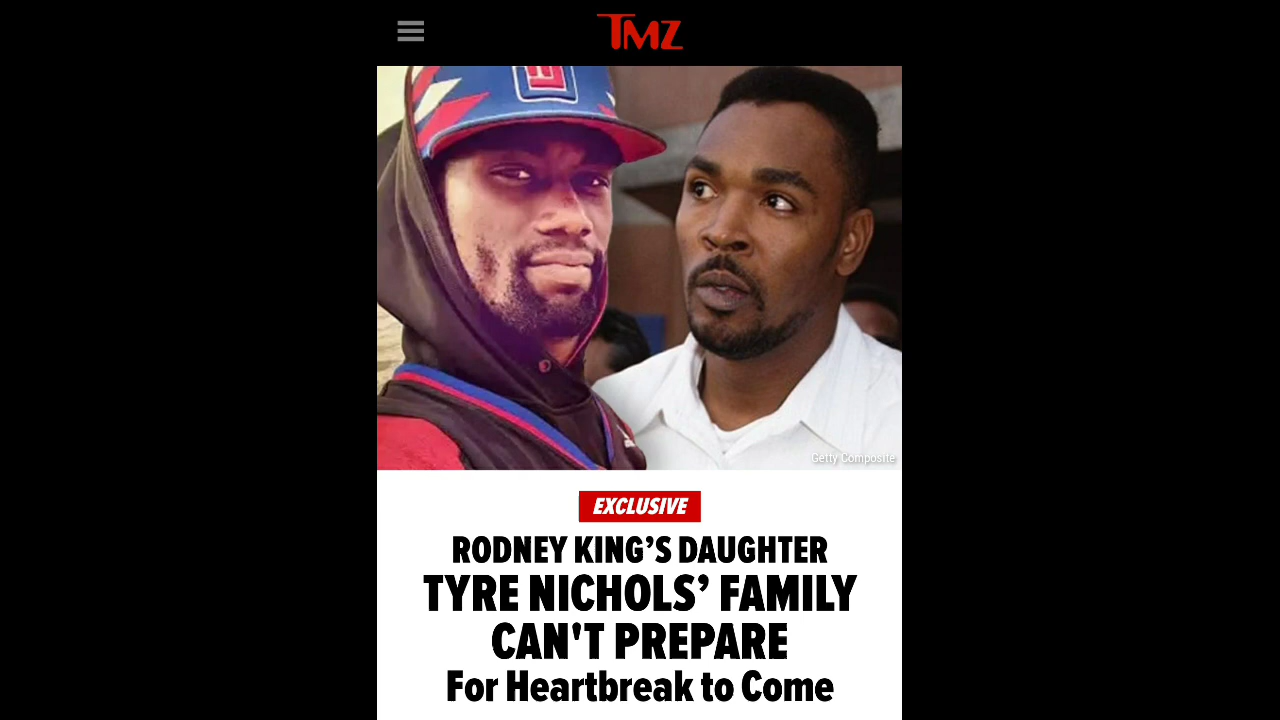 TMZ
Getty Composite
EXCLUSIVE
RODNEY KING’S DAUGHTER
TYRE NICHOLS’ FAMILY
CAN'T PREPARE
For Heartbreak to Come